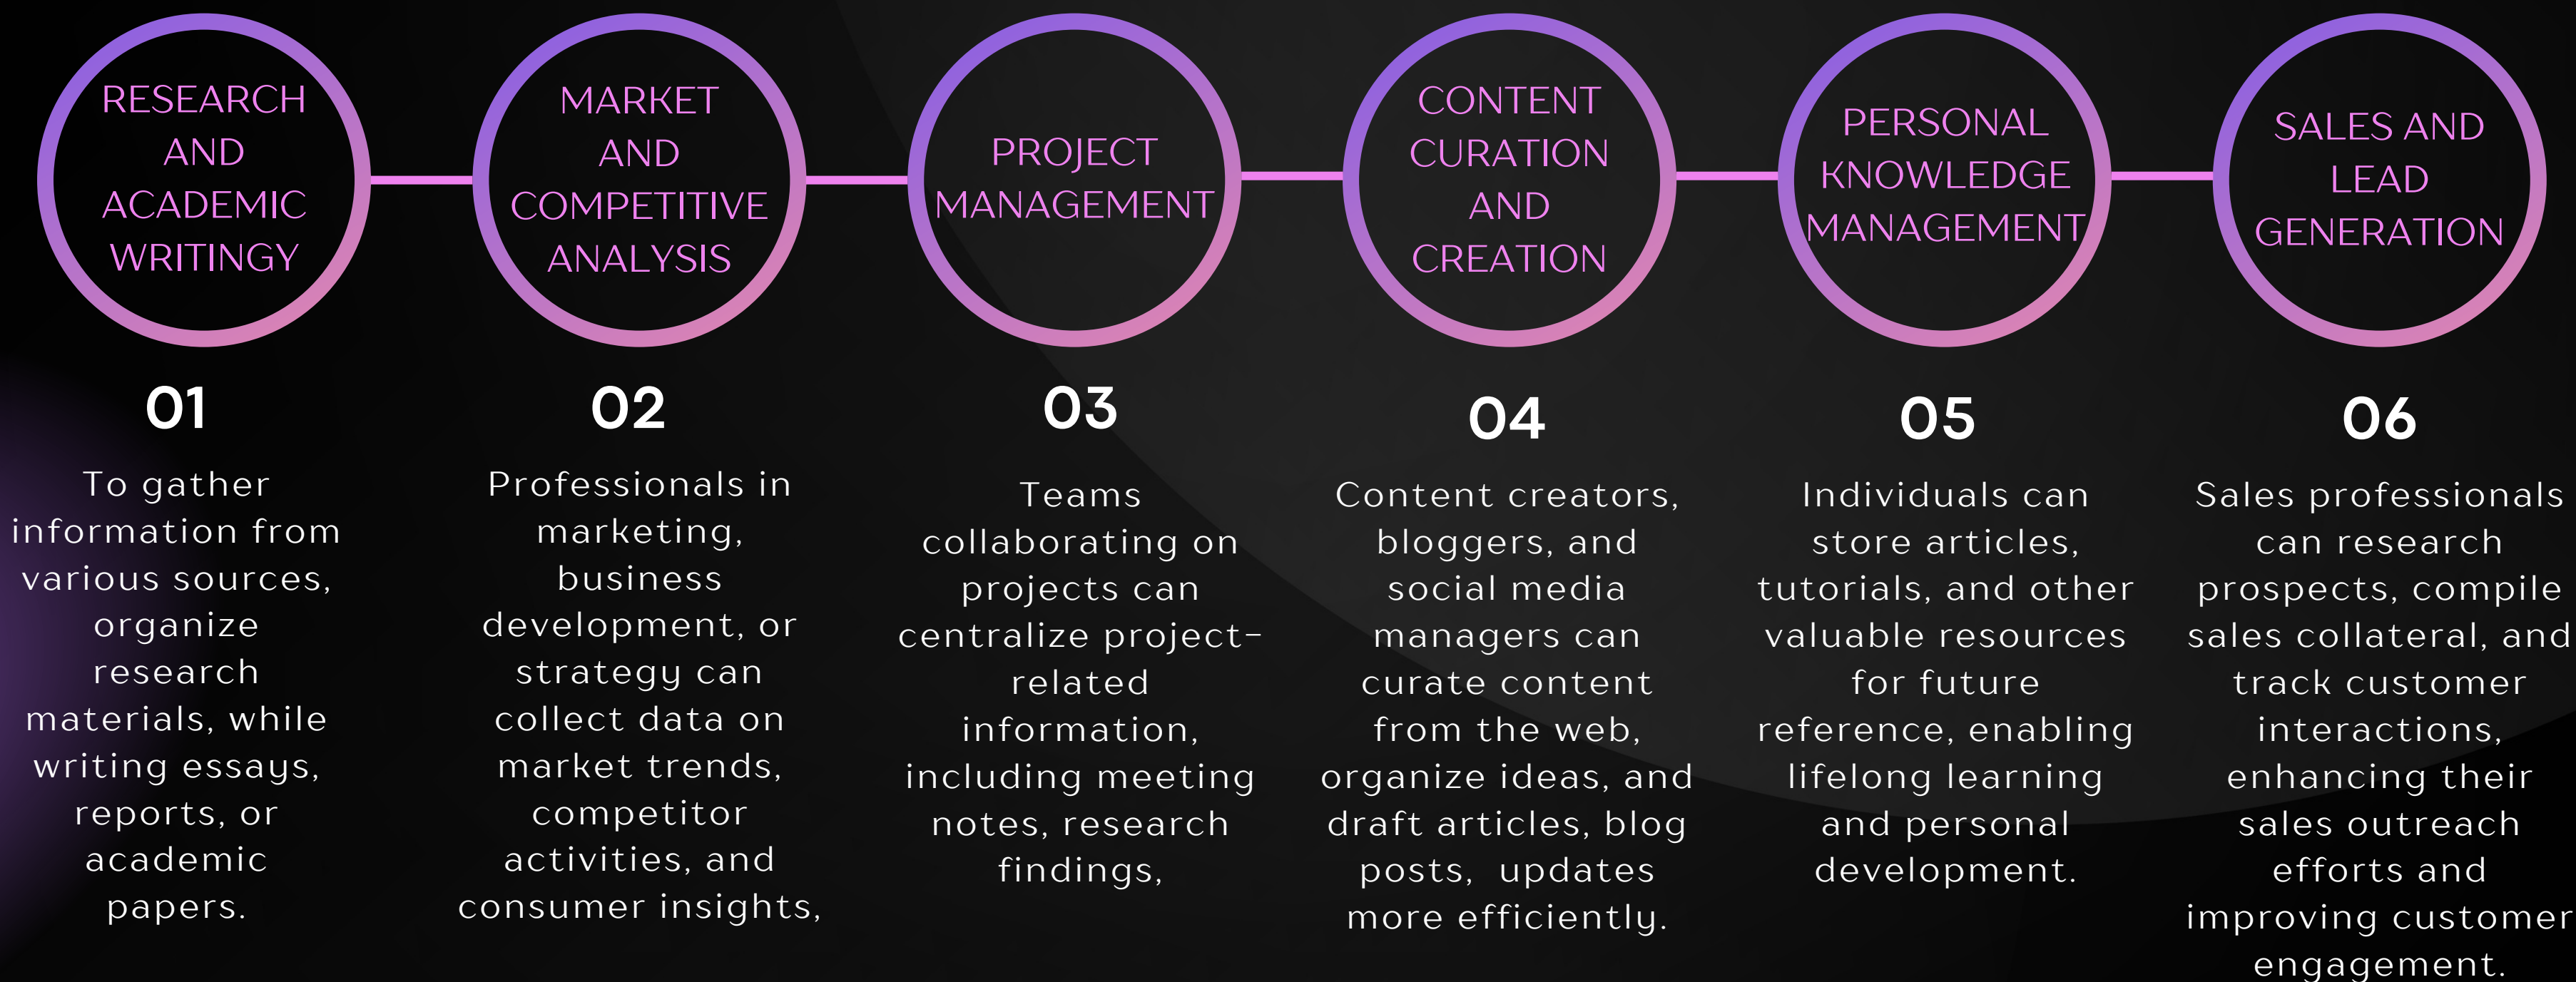 RESEARCH
AND
ACADEMIC
WRITINGY
01
To gather
information from
various sources,
organize
research
materials, while
writing essays,
reports, or
academic
papers.
MARKET
AND
COMPETITIVE
ANALYSIS
02
Professionals in
marketing,
business
development, or
strategy can
collect data on
market trends,
competitor
activities, and
consumer insights,
PROJECT
MANAGEMENT
03
Teams
collaborating on
projects can
centralize project-
related
information,
including meeting
notes, research
findings,
CONTENT
CURATION
AND
CREATION
04
Content creators,
bloggers, and
social media
managers can
curate content
from the web,
organize ideas, and
draft articles, blog
posts,  updates
more efficiently.
PERSONAL
KNOWLEDGE
MANAGEMENT
05
Individuals can
store articles,
tutorials, and other
valuable resources
for future
reference, enabling
lifelong learning
and personal
development.
SALES AND
LEAD
GENERATION
06
Sales professionals
can research
prospects, compile
sales collateral, and
track customer
interactions,
enhancing their
sales outreach
efforts and
improving customer
engagement.